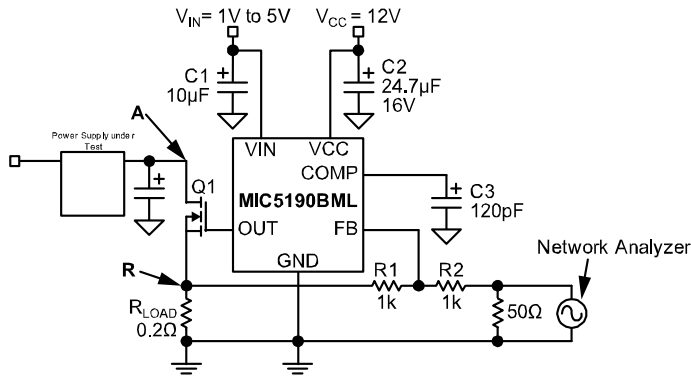 V_IN= 1V to 5V
V_CC = 12V
C1
10µF
C2
24.7µF
16V
A
Power Supply under
Test
VIN
VCC
COMP
Q1
MIC5190BML
C3
120pF
OUT
FB
Network Analyzer
GND
R
R1
R2
1k
1k
R_LOAD
0.2Ω
50Ω